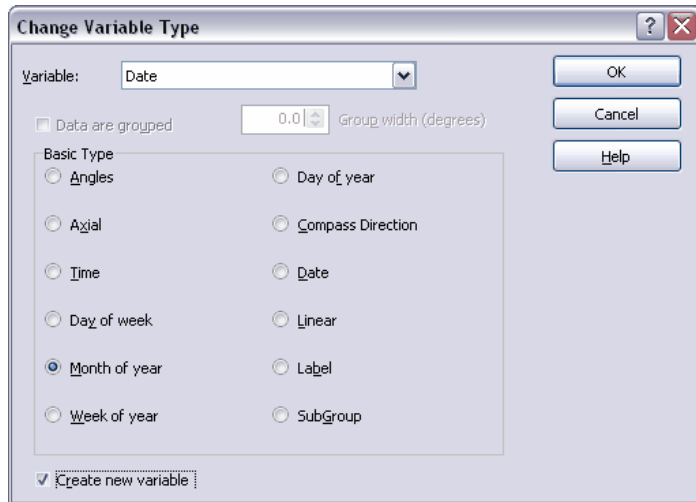 Change Variable Type
Variable: Date OK
Data are grouped 0.0 Group width (degrees) Cancel
Help
Basic Type
Angles Day of year
Axial Compass Direction
Time Date
Day of week Linear
Month of year Label
Week of year SubGroup
Create new variable